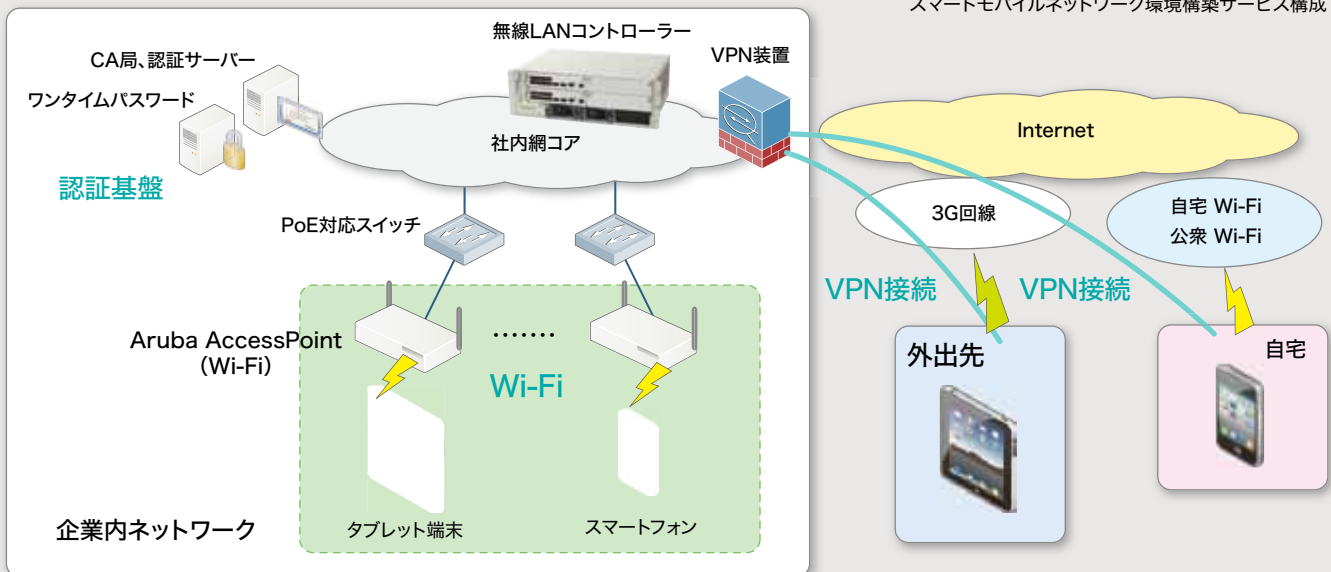 スマートモバイルネットワーク環境構築サービス構成
無線LANコントローラー
VPN装置
CA局、認証サーバー
ワンタイムパスワード
社内網コア
Internet
認証基盤
PoE対応スイッチ
3G回線
自宅 Wi-Fi
公衆 Wi-Fi
VPN接続
VPN接続
Aruba AccessPoint
(Wi-Fi)
.......
Wi-Fi
外出先
自宅
企業内ネットワーク
タブレット端末
スマートフォン